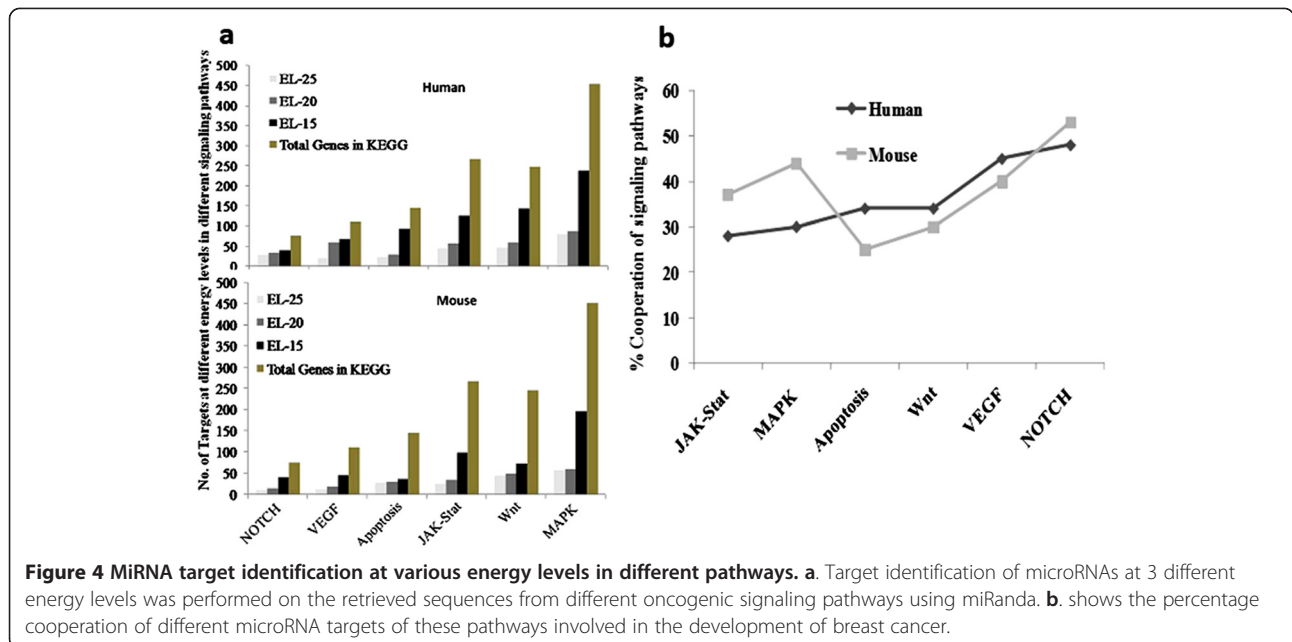 a
No. of Targets at different energy levels in different signaling pathways
500
450
400
350
300
250
200
150
100
50
0
EL-25
EL-20
EL-15
Total Genes in KEGG
Human
500
450
400
350
300
250
200
150
100
50
0
EL-25
EL-20
EL-15
Total Genes in KEGG
Mouse
NOTCH
VEGF
Apoptosis
JAK-Stat
Wnt
MAPK
b
% Cooperation of signaling pathways
60
50
40
30
20
10
0
Human
Mouse
JAK-Stat
MAPK
Apoptosis
Wnt
VEGF
NOTCH
Figure 4 MiRNA target identification at various energy levels in different pathways. a. Target identification of microRNAs at 3 different
energy levels was performed on the retrieved sequences from different oncogenic signaling pathways using miRanda. b. shows the percentage
cooperation of different microRNA targets of these pathways involved in the development of breast cancer.